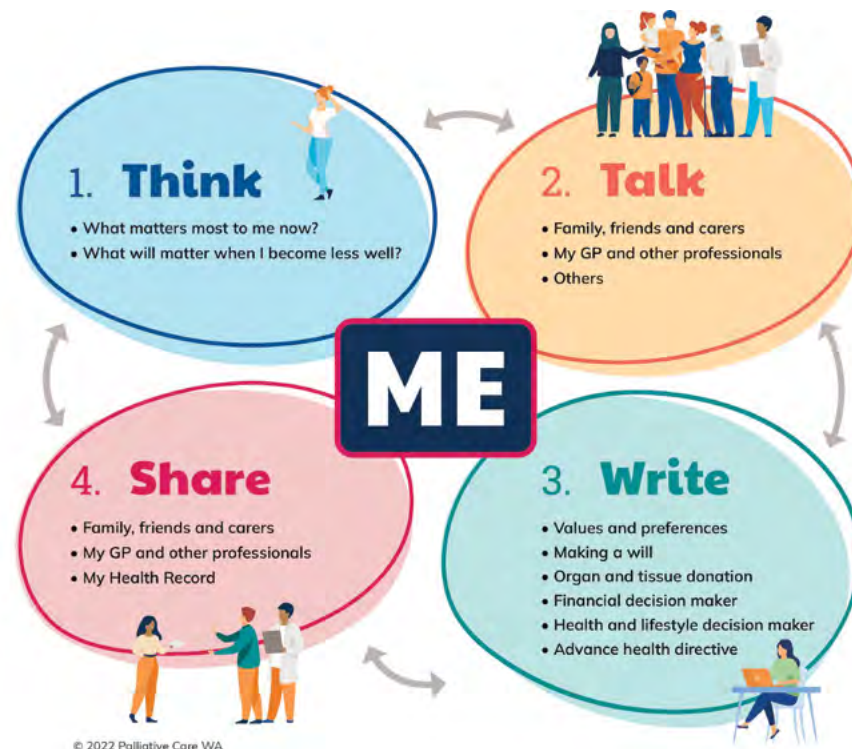 1. Think
• What matters most to me now?
• What will matter when I become less well?
2. Talk
• Family, friends and carers
• My GP and other professionals
• Others
ME
3. Write
• Values and preferences
• Making a will
• Organ and tissue donation
• Financial decision maker
• Health and lifestyle decision maker
• Advance health directive
4. Share
• Family, friends and carers
• My GP and other professionals
• My Health Record
© 2022 Palliative Care WA